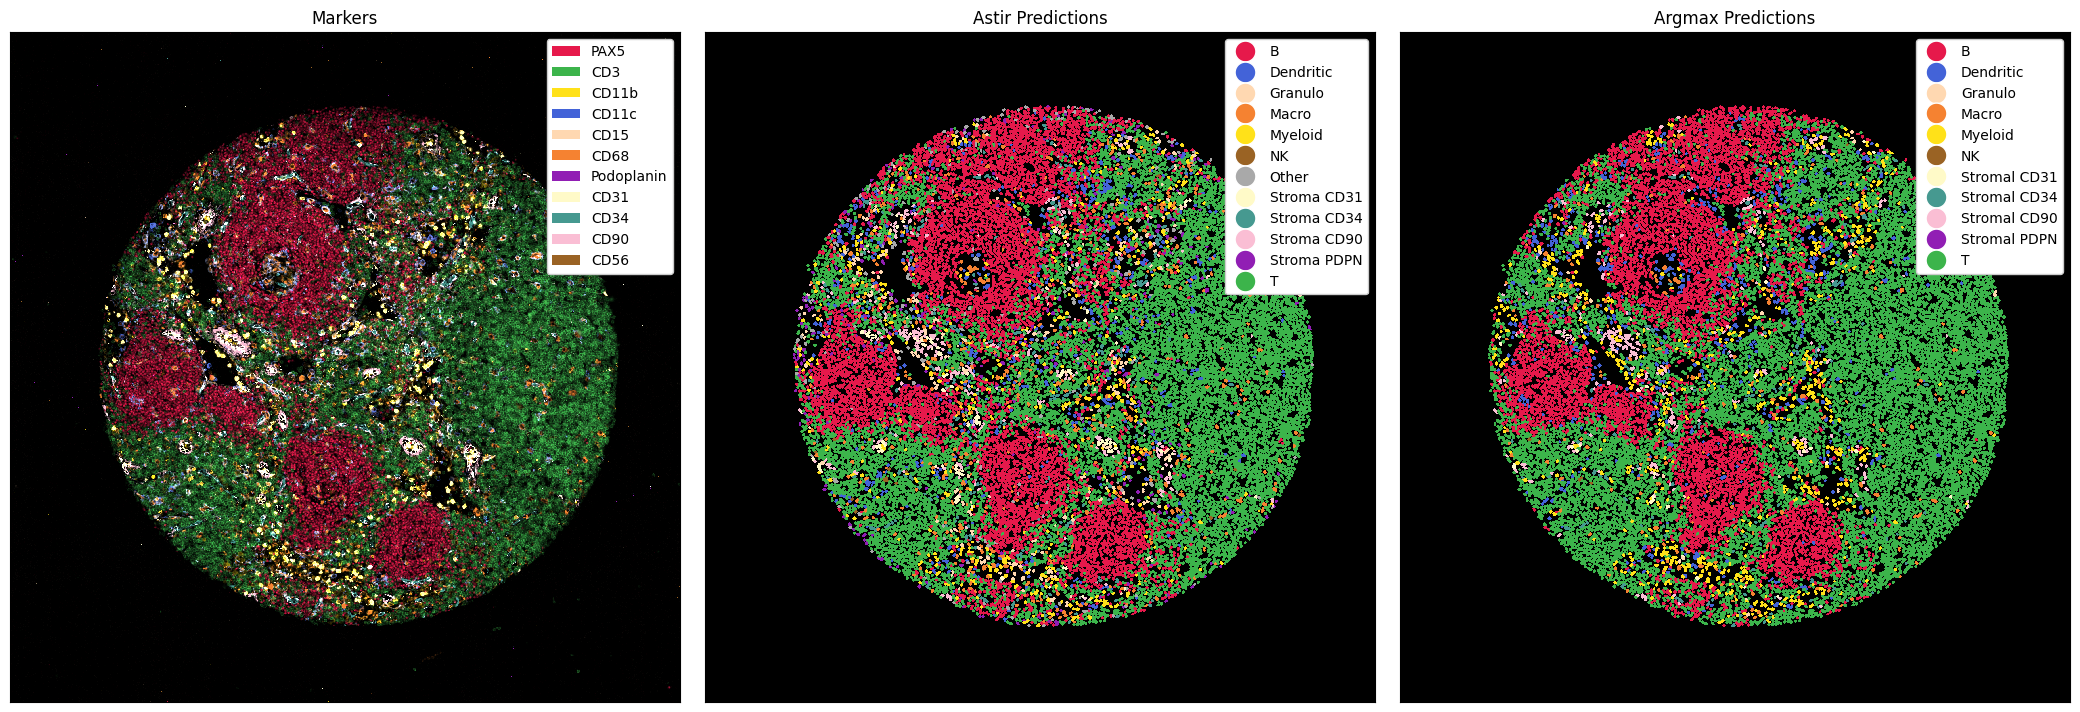 Markers
PAX5
CD3
CD11b
CD11c
CD15
CD68
Podoplanin
CD31
CD34
CD90
CD56
Astir Predictions
B
Dendritic
Granulo
Macro
Myeloid
NK
Other
Stroma CD31
Stroma CD34
Stroma CD90
Stroma PDPN
T
Argmax Predictions
B
Dendritic
Granulo
Macro
Myeloid
NK
Stromal CD31
Stromal CD34
Stromal CD90
Stromal PDPN
T